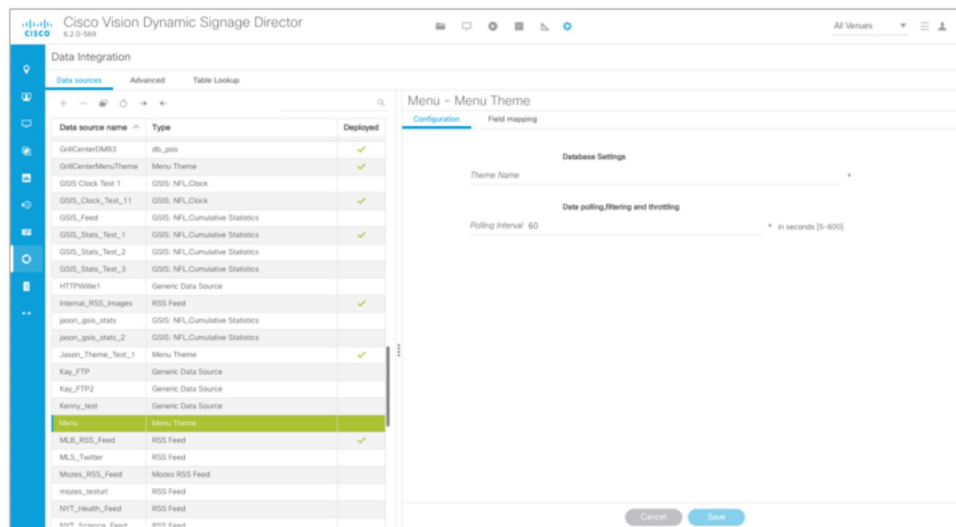 CISCO
Cisco Vision Dynamic Signage Director
6.2.0-589
All Venues
Data Integration
Data sources Advanced Table Lookup
Data source name Type Deployed
GrillCenterDMB3 db_pos
GrillCenterMenuTheme Menu Theme
GSIS Clock Test 1 GSIS: NFL,Clock
GSIS_Clock_Test_11 GSIS: NFL,Clock
GSIS_Feed GSIS: NFL,Cumulative Statistics
GSIS_Stats_Test_1 GSIS: NFL,Cumulative Statistics
GSIS_Stats_Test_2 GSIS: NFL,Cumulative Statistics
GSIS_Stats_Test_3 GSIS: NFL,Cumulative Statistics
HTTPWillie1 Generic Data Source
Internal_RSS_Images RSS Feed
jason_gsis_stats GSIS: NFL,Cumulative Statistics
jason_gsis_stats_2 GSIS: NFL,Cumulative Statistics
Jason_Theme_Test_1 Menu Theme
Kay_FTP Generic Data Source
Kay_FTP2 Generic Data Source
Kenny_test Generic Data Source
Menu Menu Theme
MLB_RSS_Feed RSS Feed
MLS_Twitter RSS Feed
Mozes_RSS_Feed Mozes RSS Feed
mozes_testurl RSS Feed
NYT_Health_Feed RSS Feed
NYT_Science_Feed RSS Feed
Menu - Menu Theme
Configuration Field mapping
Database Settings
Theme Name *
Data polling,filtering and throttling
Polling Interval 60 * in seconds [5-600]
Cancel Save